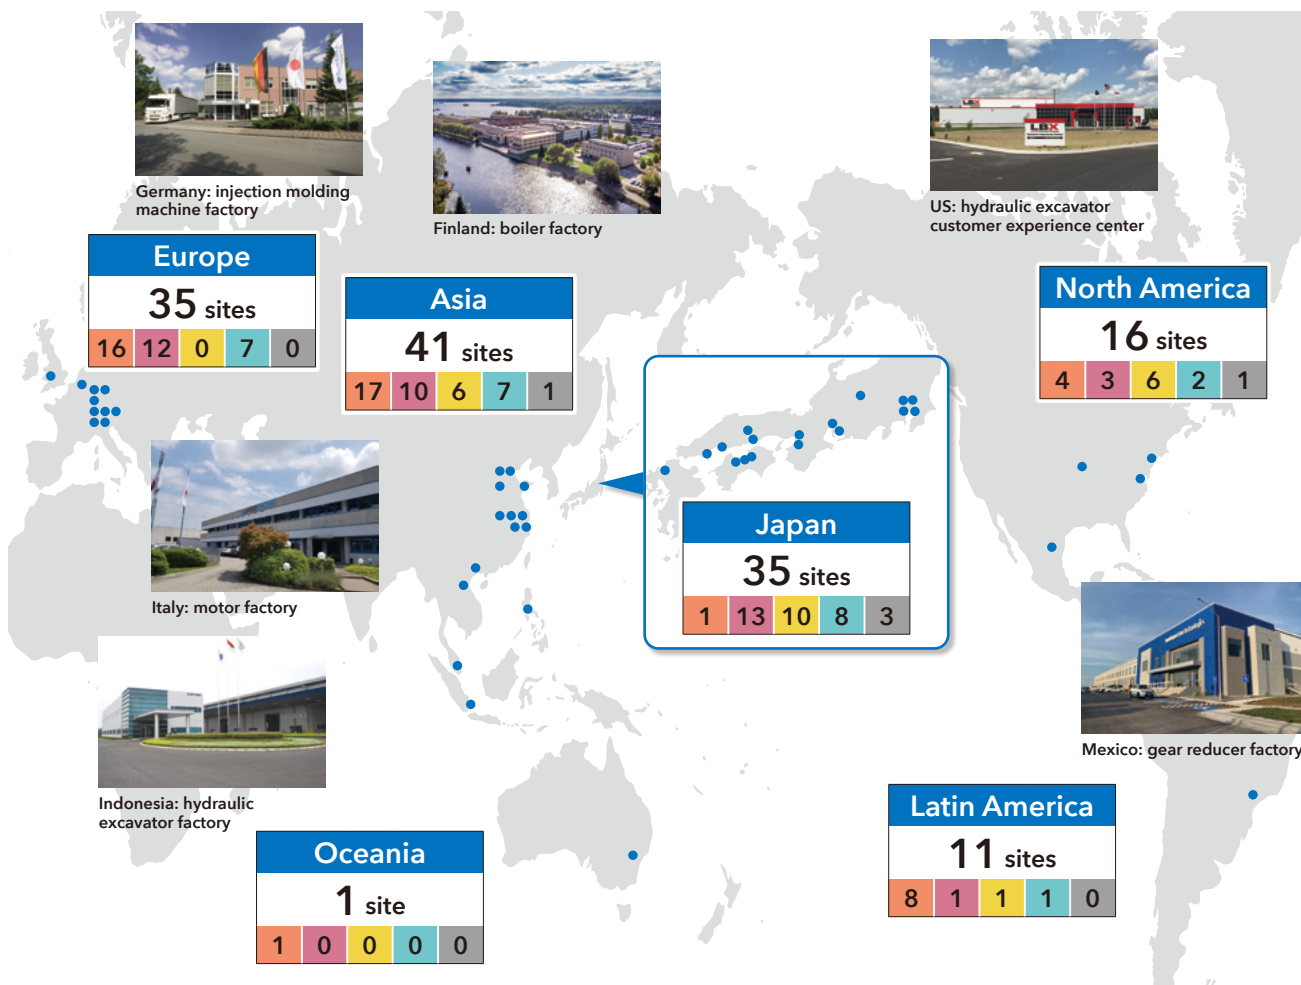 Germany: injection molding
machine factory
Finland: boiler factory
LBX
LBX
US: hydraulic excavator
customer experience center
Europe
35 sites
16 12 0 7 0
Asia
41 sites
17 10 6 7 1
North America
16 sites
4 3 6 2 1
Italy: motor factory
Japan
35 sites
1 13 10 8 3
Indonesia: hydraulic
excavator factory
Mexico: gear reducer factory
Oceania
1 site
1 0 0 0 0
Latin America
11 sites
8 1 1 1 0